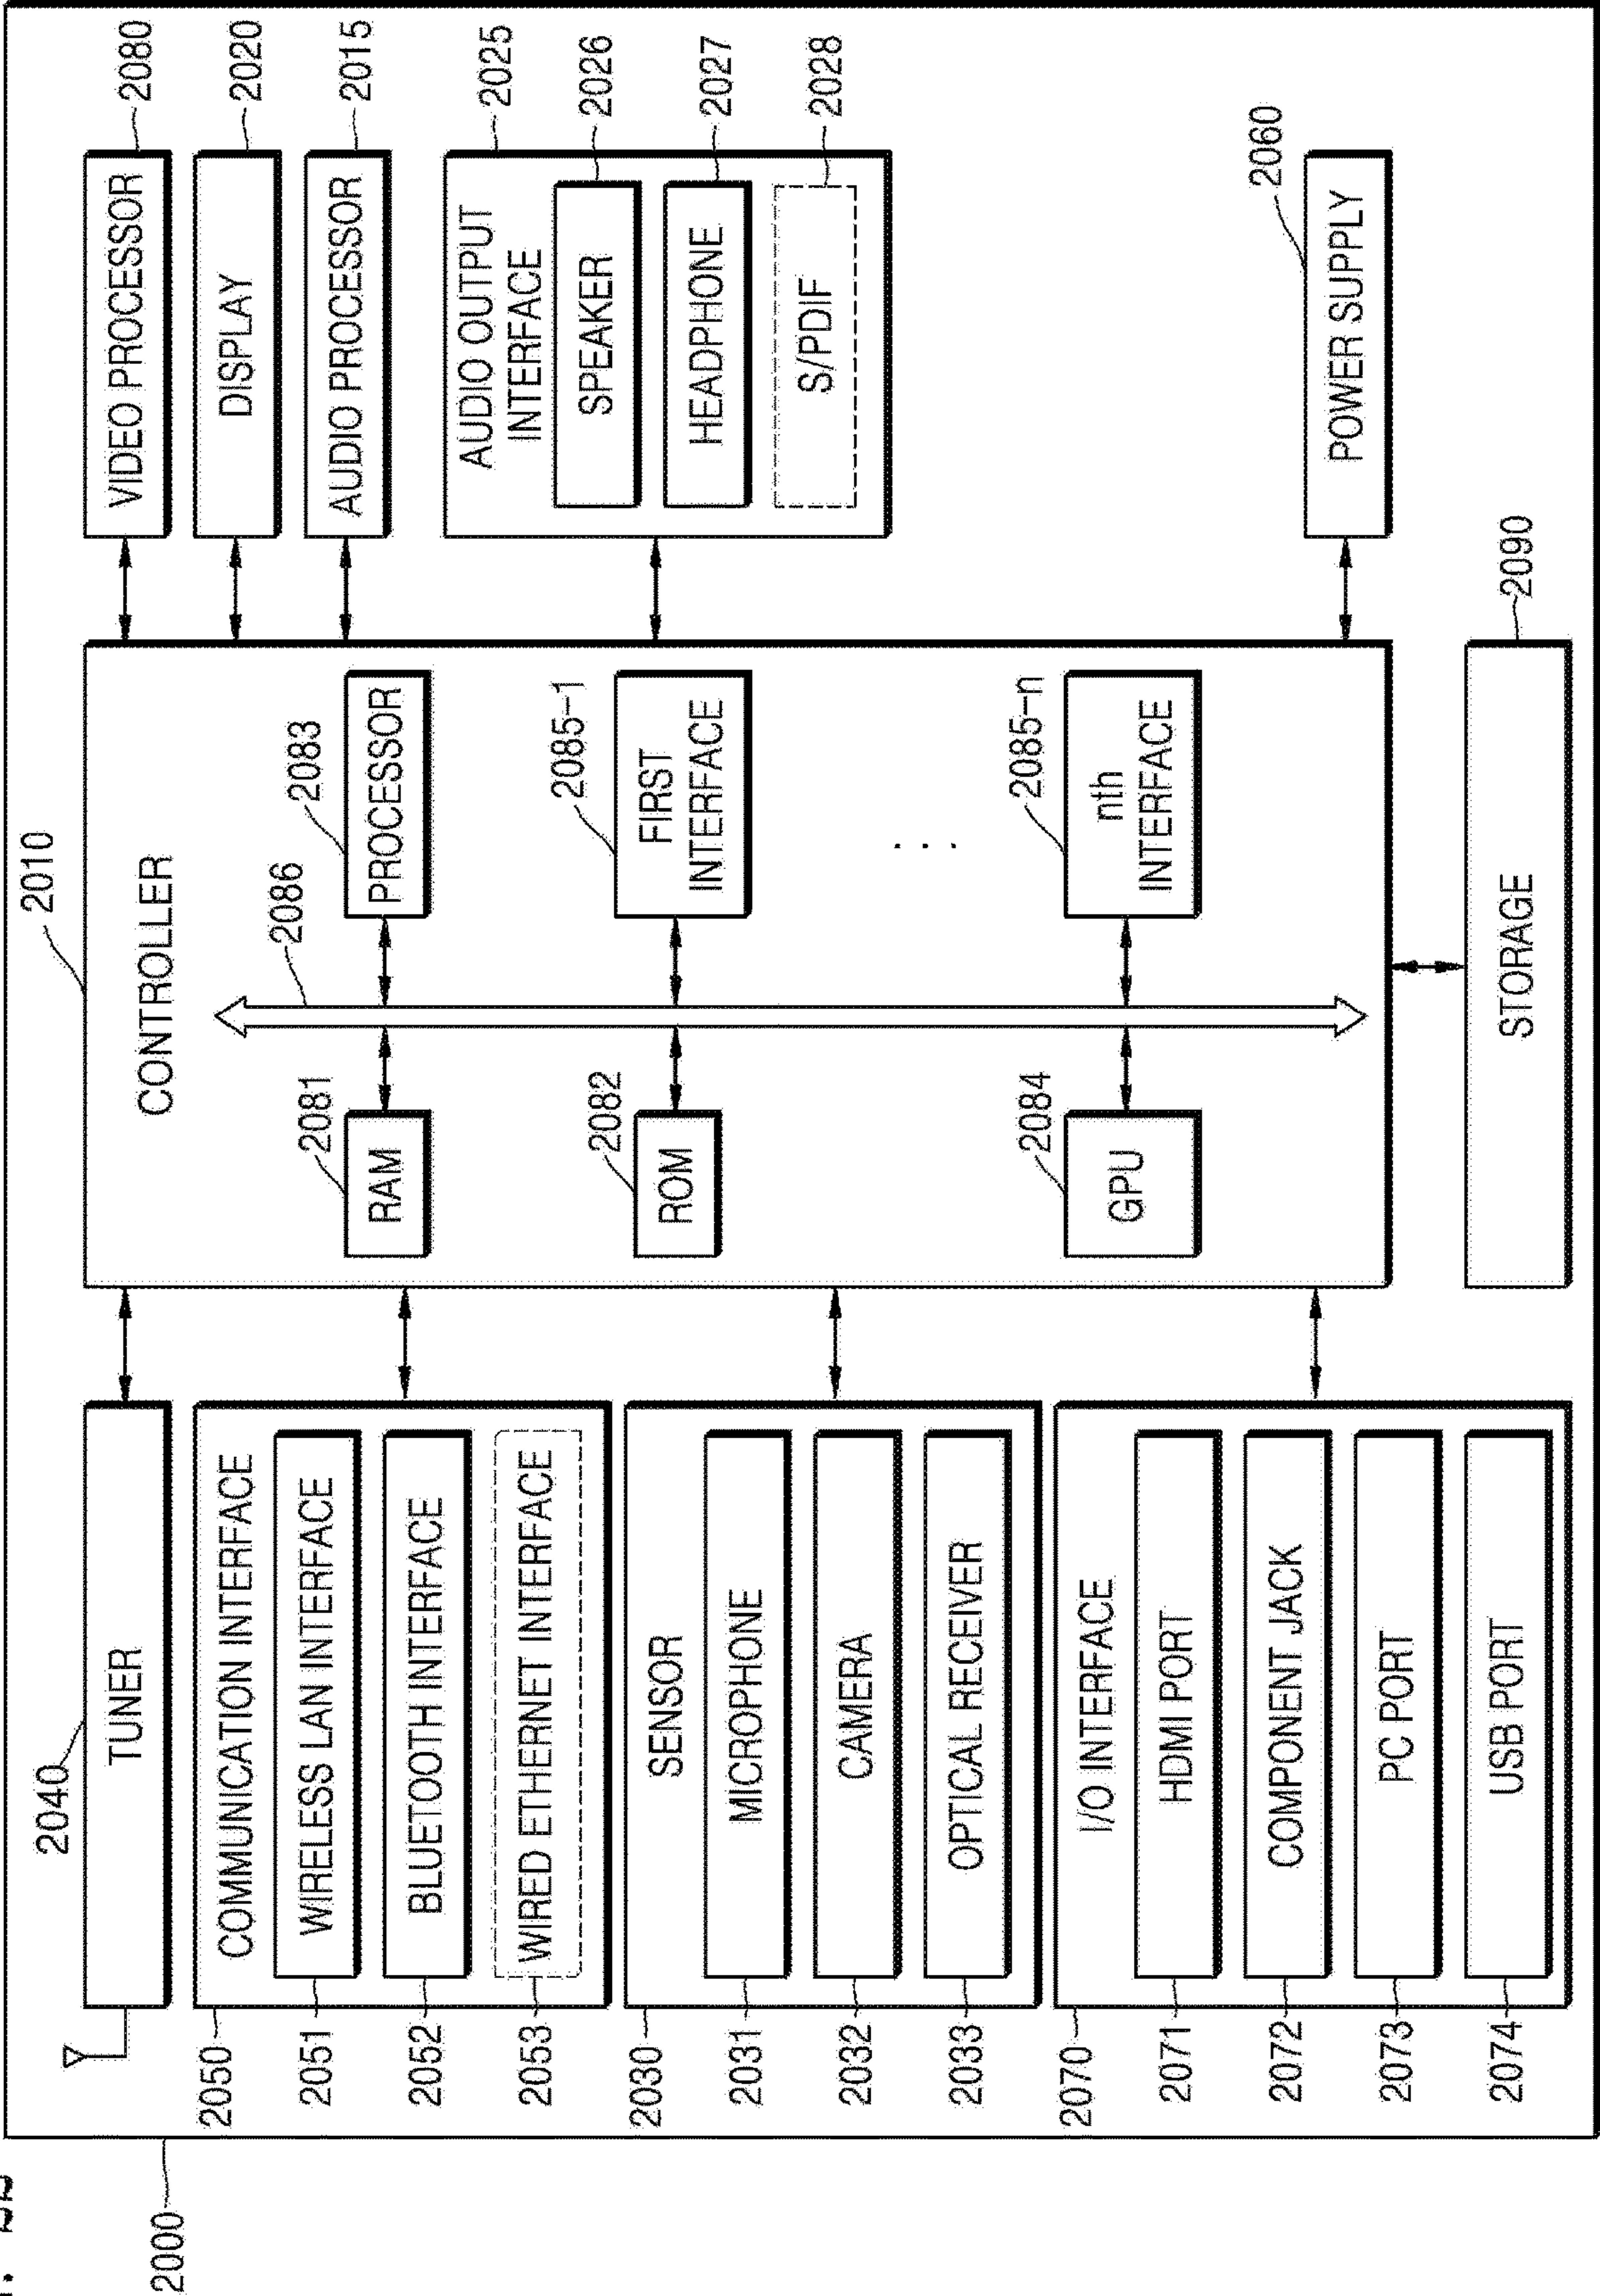 2000
2040
TUNER
2050
COMMUNICATION INTERFACE
2051
WIRELESS LAN INTERFACE
2052
BLUETOOTH INTERFACE
2053
WIRED ETHERNET INTERFACE
2030
SENSOR
2031
MICROPHONE
2032
CAMERA
2033
OPTICAL RECEIVER
2070
I/O INTERFACE
2071
HDMI PORT
2072
COMPONENT JACK
2073
PC PORT
2074
USB PORT
2010
CONTROLLER
2086
2081
RAM
2083
PROCESSOR
2082
ROM
2085-1
FIRST
INTERFACE
. . .
2084
GPU
2085-n
nth
INTERFACE
2090
STORAGE
VIDEO PROCESSOR
2080
DISPLAY
2020
AUDIO PROCESSOR
2015
AUDIO OUTPUT
INTERFACE
2025
SPEAKER
2026
HEADPHONE
2027
S/PDIF
2028
2060
POWER SUPPLY